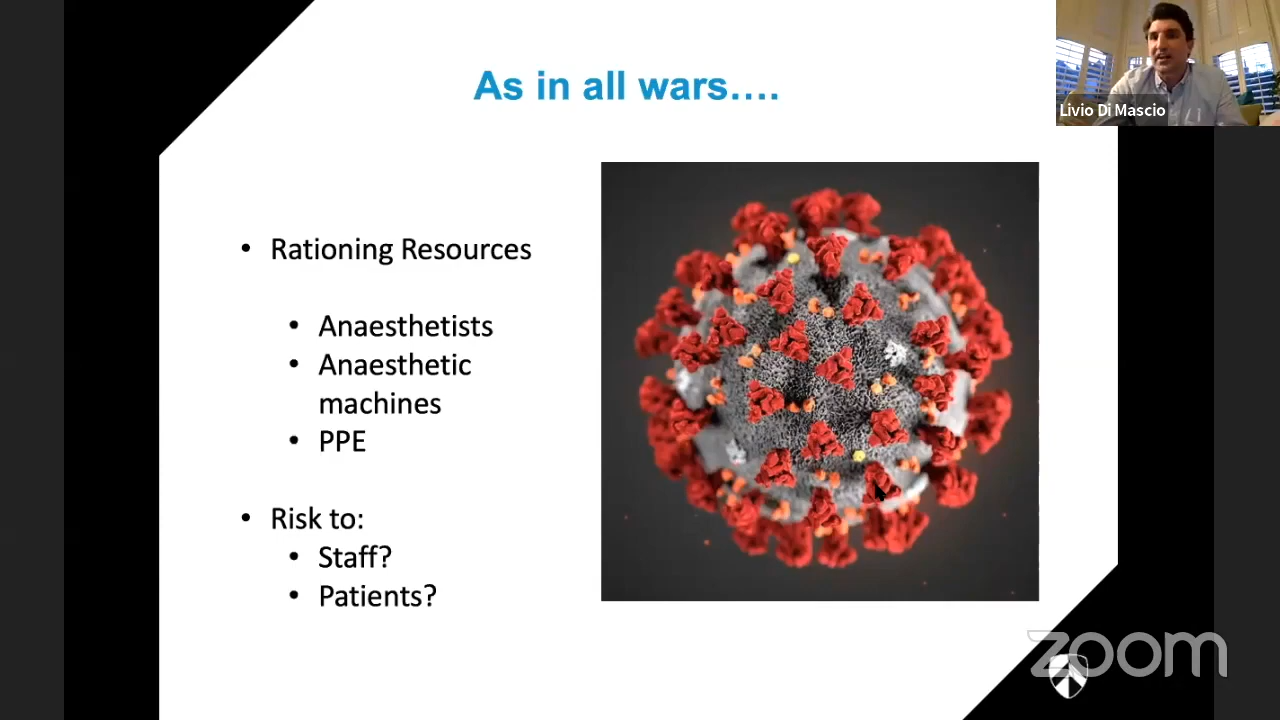 As in all wars....
Livio Di Mascio
• Rationing Resources
• Anaesthetists
• Anaesthetic
machines
• PPE
• Risk to:
• Staff?
• Patients?
zoom